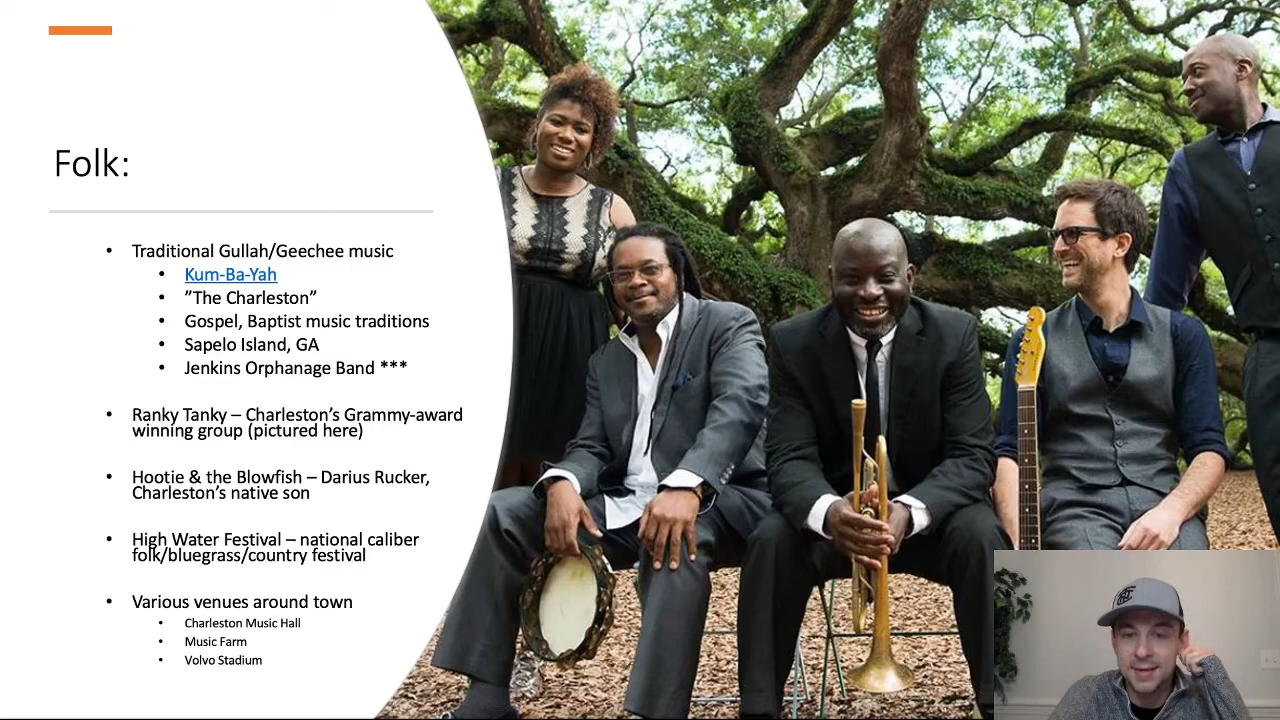 Folk:
• Traditional Gullah/Geechee music
• Kum-Ba-Yah
• ”The Charleston”
• Gospel, Baptist music traditions
• Sapelo Island, GA
• Jenkins Orphanage Band ***
• Ranky Tanky – Charleston’s Grammy-award
winning group (pictured here)
• Hootie & the Blowfish – Darius Rucker,
Charleston’s native son
• High Water Festival – national caliber
folk/bluegrass/country festival
• Various venues around town
• Charleston Music Hall
• Music Farm
• Volvo Stadium